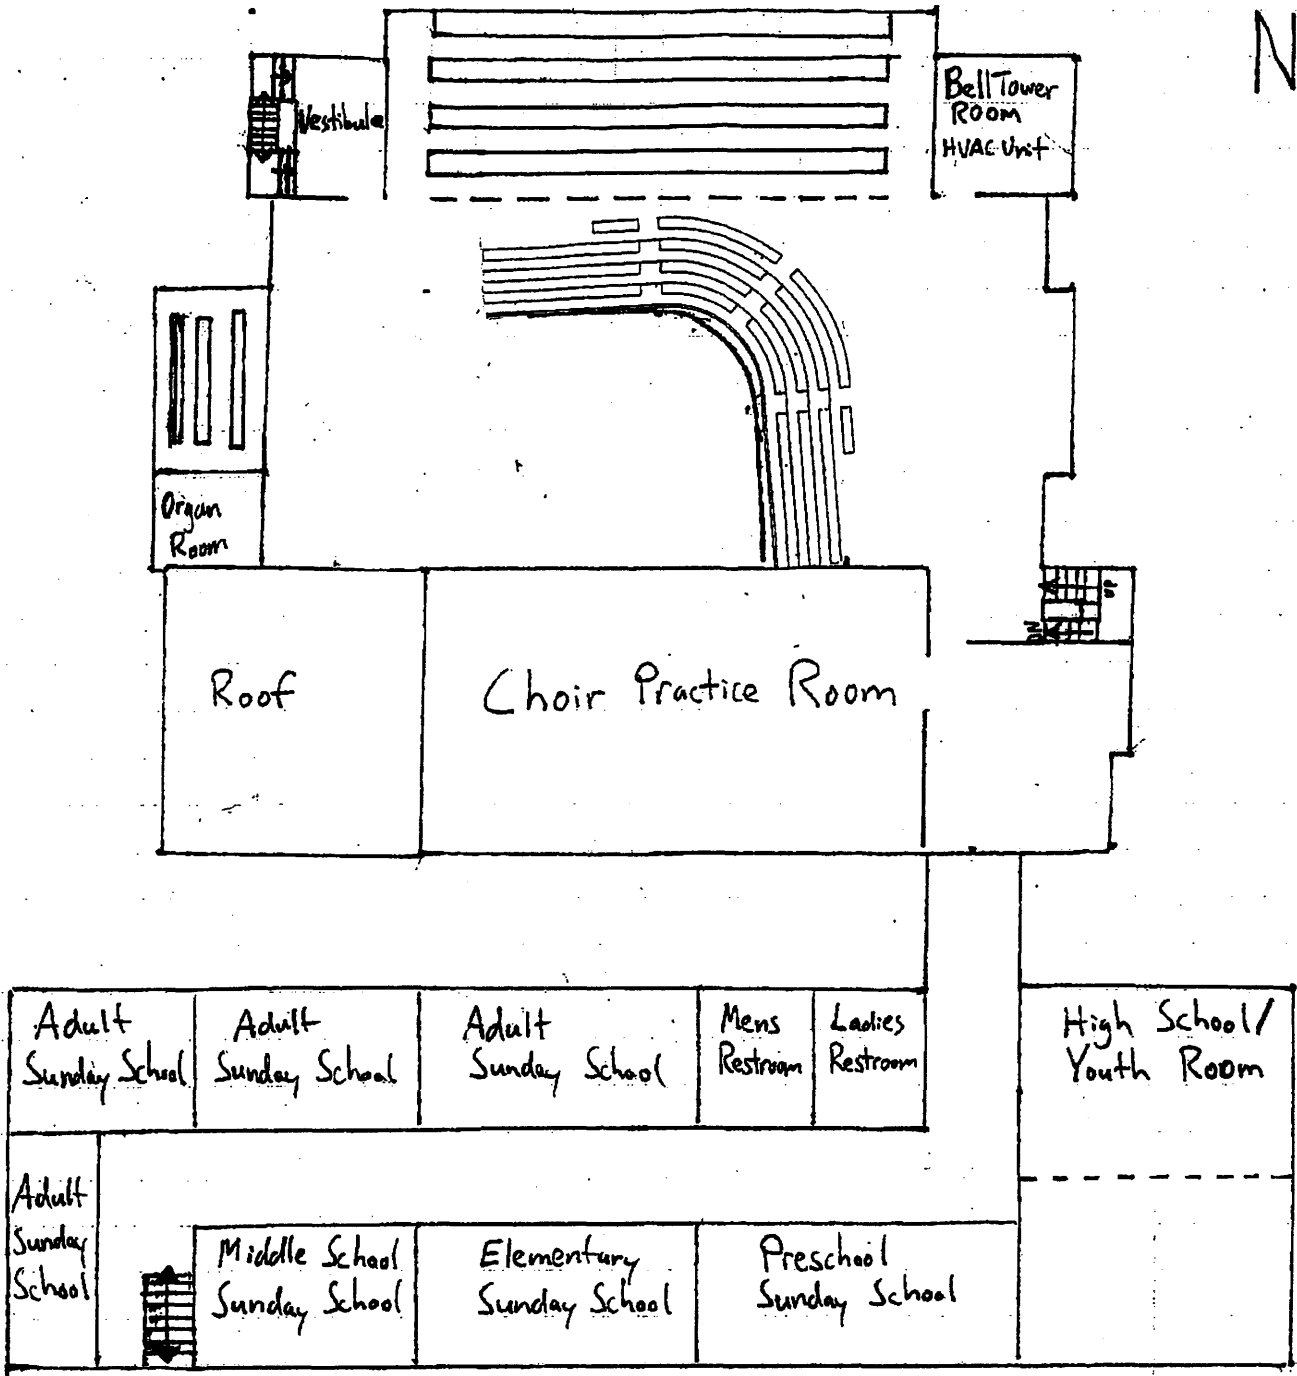 N
Bell Tower
Room
HVAC Unit
Vestibule
Organ
Room
UP
DN
Roof
Choir Practice Room
Adult
Sunday School
Adult
Sunday School
Adult
Sunday School
Mens
Restroom
Ladies
Restroom
High School/
Youth Room
Adult
Sunday
School
Middle School
Sunday School
Elementary
Sunday School
Preschool
Sunday School